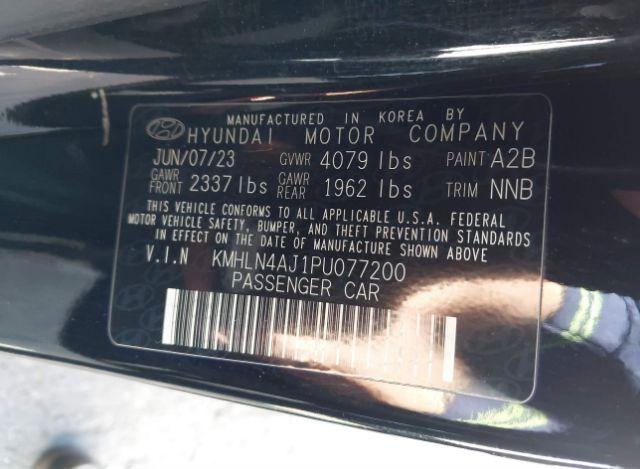 MANUFACTURED IN KOREA BY
HYUNDAI MOTOR COMPANY
JUN/07/23 GVWR 4079 lbs PAINT A2B
GAWR FRONT 2337 lbs GAWR REAR 1962 lbs TRIM NNB
THIS VEHICLE CONFORMS TO ALL APPLICABLE U.S.A. FEDERAL
MOTOR VEHICLE SAFETY, BUMPER, AND THEFT PREVENTION STANDARDS
IN EFFECT ON THE DATE OF MANUFACTURE SHOWN ABOVE.
V.I.N KMHLN4AJ1PU077200
PASSENGER CAR